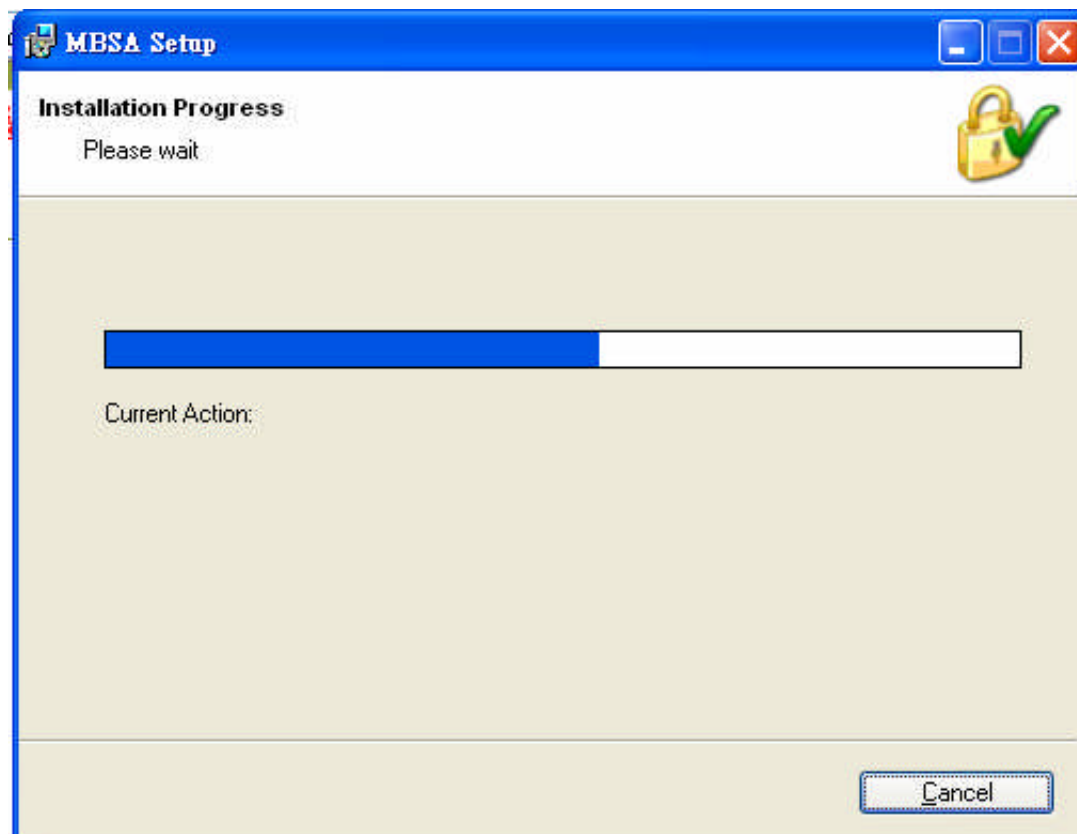 MBSA Setup
Installation Progress
Please wait
Current Action:
Cancel